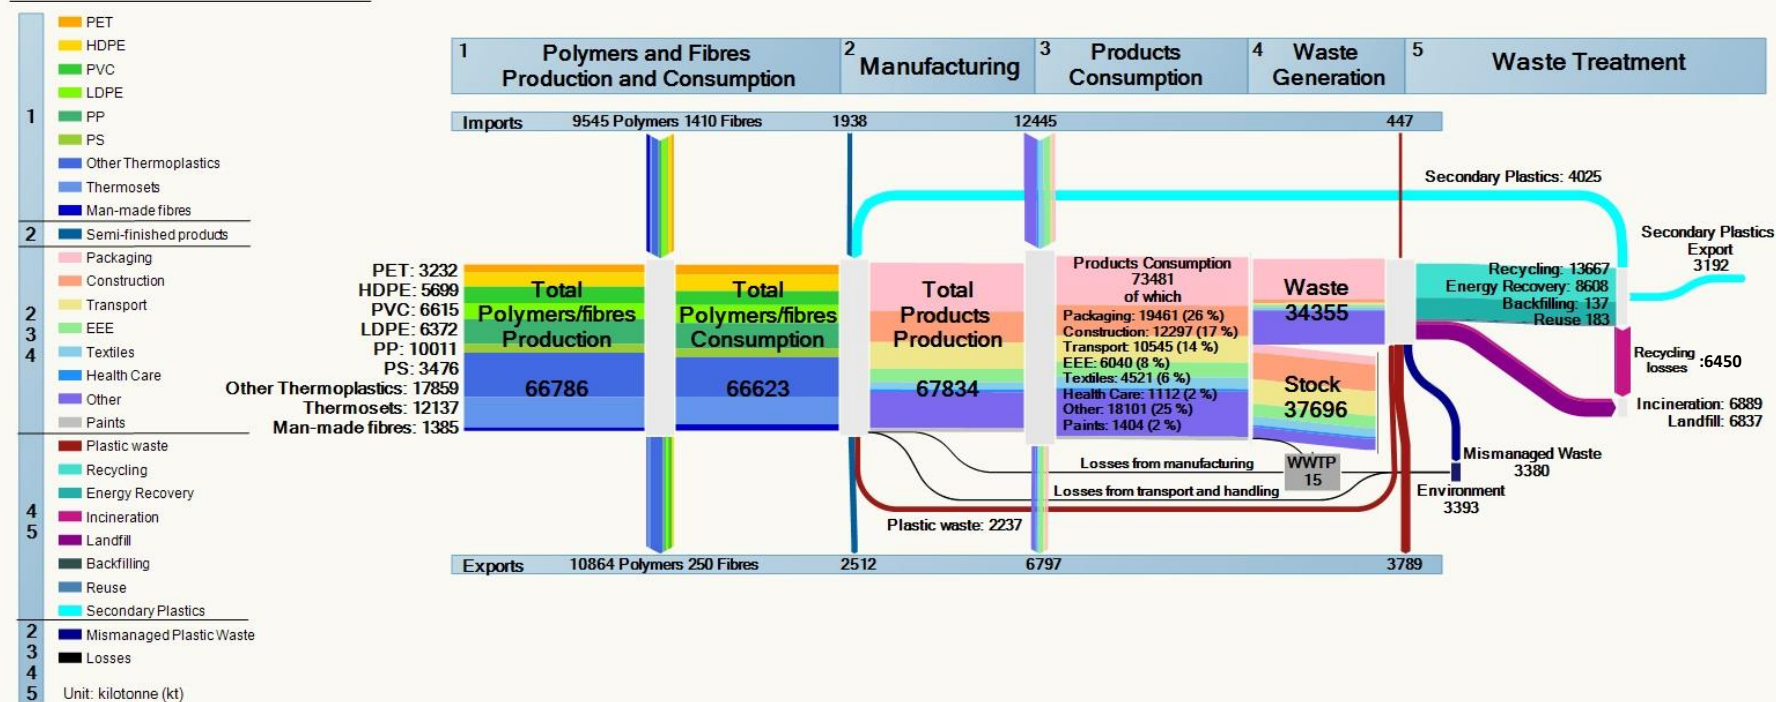 1
PET
HDPE
PVC
LDPE
PP
PS
Other Thermoplastics
Thermosets
Man-made fibres
2
Semi-finished products
2
3
4
Packaging
Construction
Transport
EEE
Textiles
Health Care
Other
Paints
4
5
Plastic waste
Recycling
Energy Recovery
Incineration
Landfill
Backfilling
Reuse
Secondary Plastics
2
3
4
5
Mismanaged Plastic Waste
Losses
Unit: kilotonne (kt)
1 Polymers and Fibres
Production and Consumption
2 Manufacturing
3 Products
Consumption
4 Waste
Generation
5 Waste Treatment
Imports 9545 Polymers 1410 Fibres 1938 12445 447
Secondary Plastics: 4025
Secondary Plastics
Export
3192
PET: 3232
HDPE: 5699
PVC: 6615
LDPE: 6372
PP: 10011
PS: 3476
Other Thermoplastics: 17859
Thermosets: 12137
Man-made fibres: 1385
Total
Polymers/fibres
Production
66786
Total
Polymers/fibres
Consumption
66623
Total
Products
Production
67834
Products Consumption
73481
of which
Packaging: 19461 (26 %)
Construction: 12297 (17 %)
Transport: 10545 (14 %)
EEE: 6040 (8 %)
Textiles: 4521 (6 %)
Health Care: 1112 (2 %)
Other: 18101 (25 %)
Paints: 1404 (2 %)
Waste
34355
Stock
37696
WWTP
15
Recycling: 13667
Energy Recovery: 8608
Backfilling: 137
Reuse 183
Recycling
losses :6450
Incineration: 6889
Landfill: 6837
Mismanaged Waste
3380
Environment
3393
Losses from manufacturing
Losses from transport and handling
Plastic waste: 2237
Exports 10864 Polymers 250 Fibres 2512 6797 3789